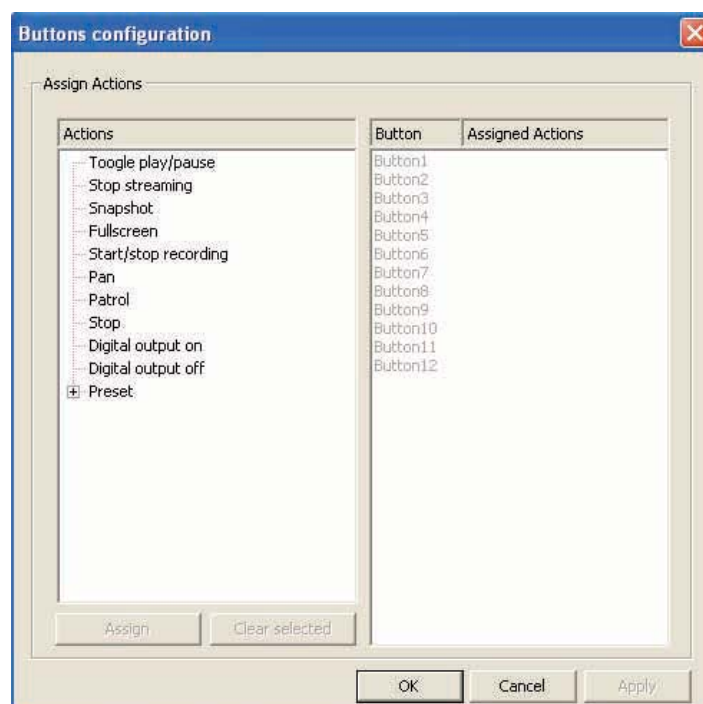 Buttons configuration
Assign Actions
Actions
Toogle play/pause
Stop streaming
Snapshot
Fullscreen
Start/stop recording
Pan
Patrol
Stop
Digital output on
Digital output off
Preset
Assign
Clear selected
Button Assigned Actions
Button1
Button2
Button3
Button4
Button5
Button6
Button7
Button8
Button9
Button10
Button11
Button12
OK
Cancel
Apply